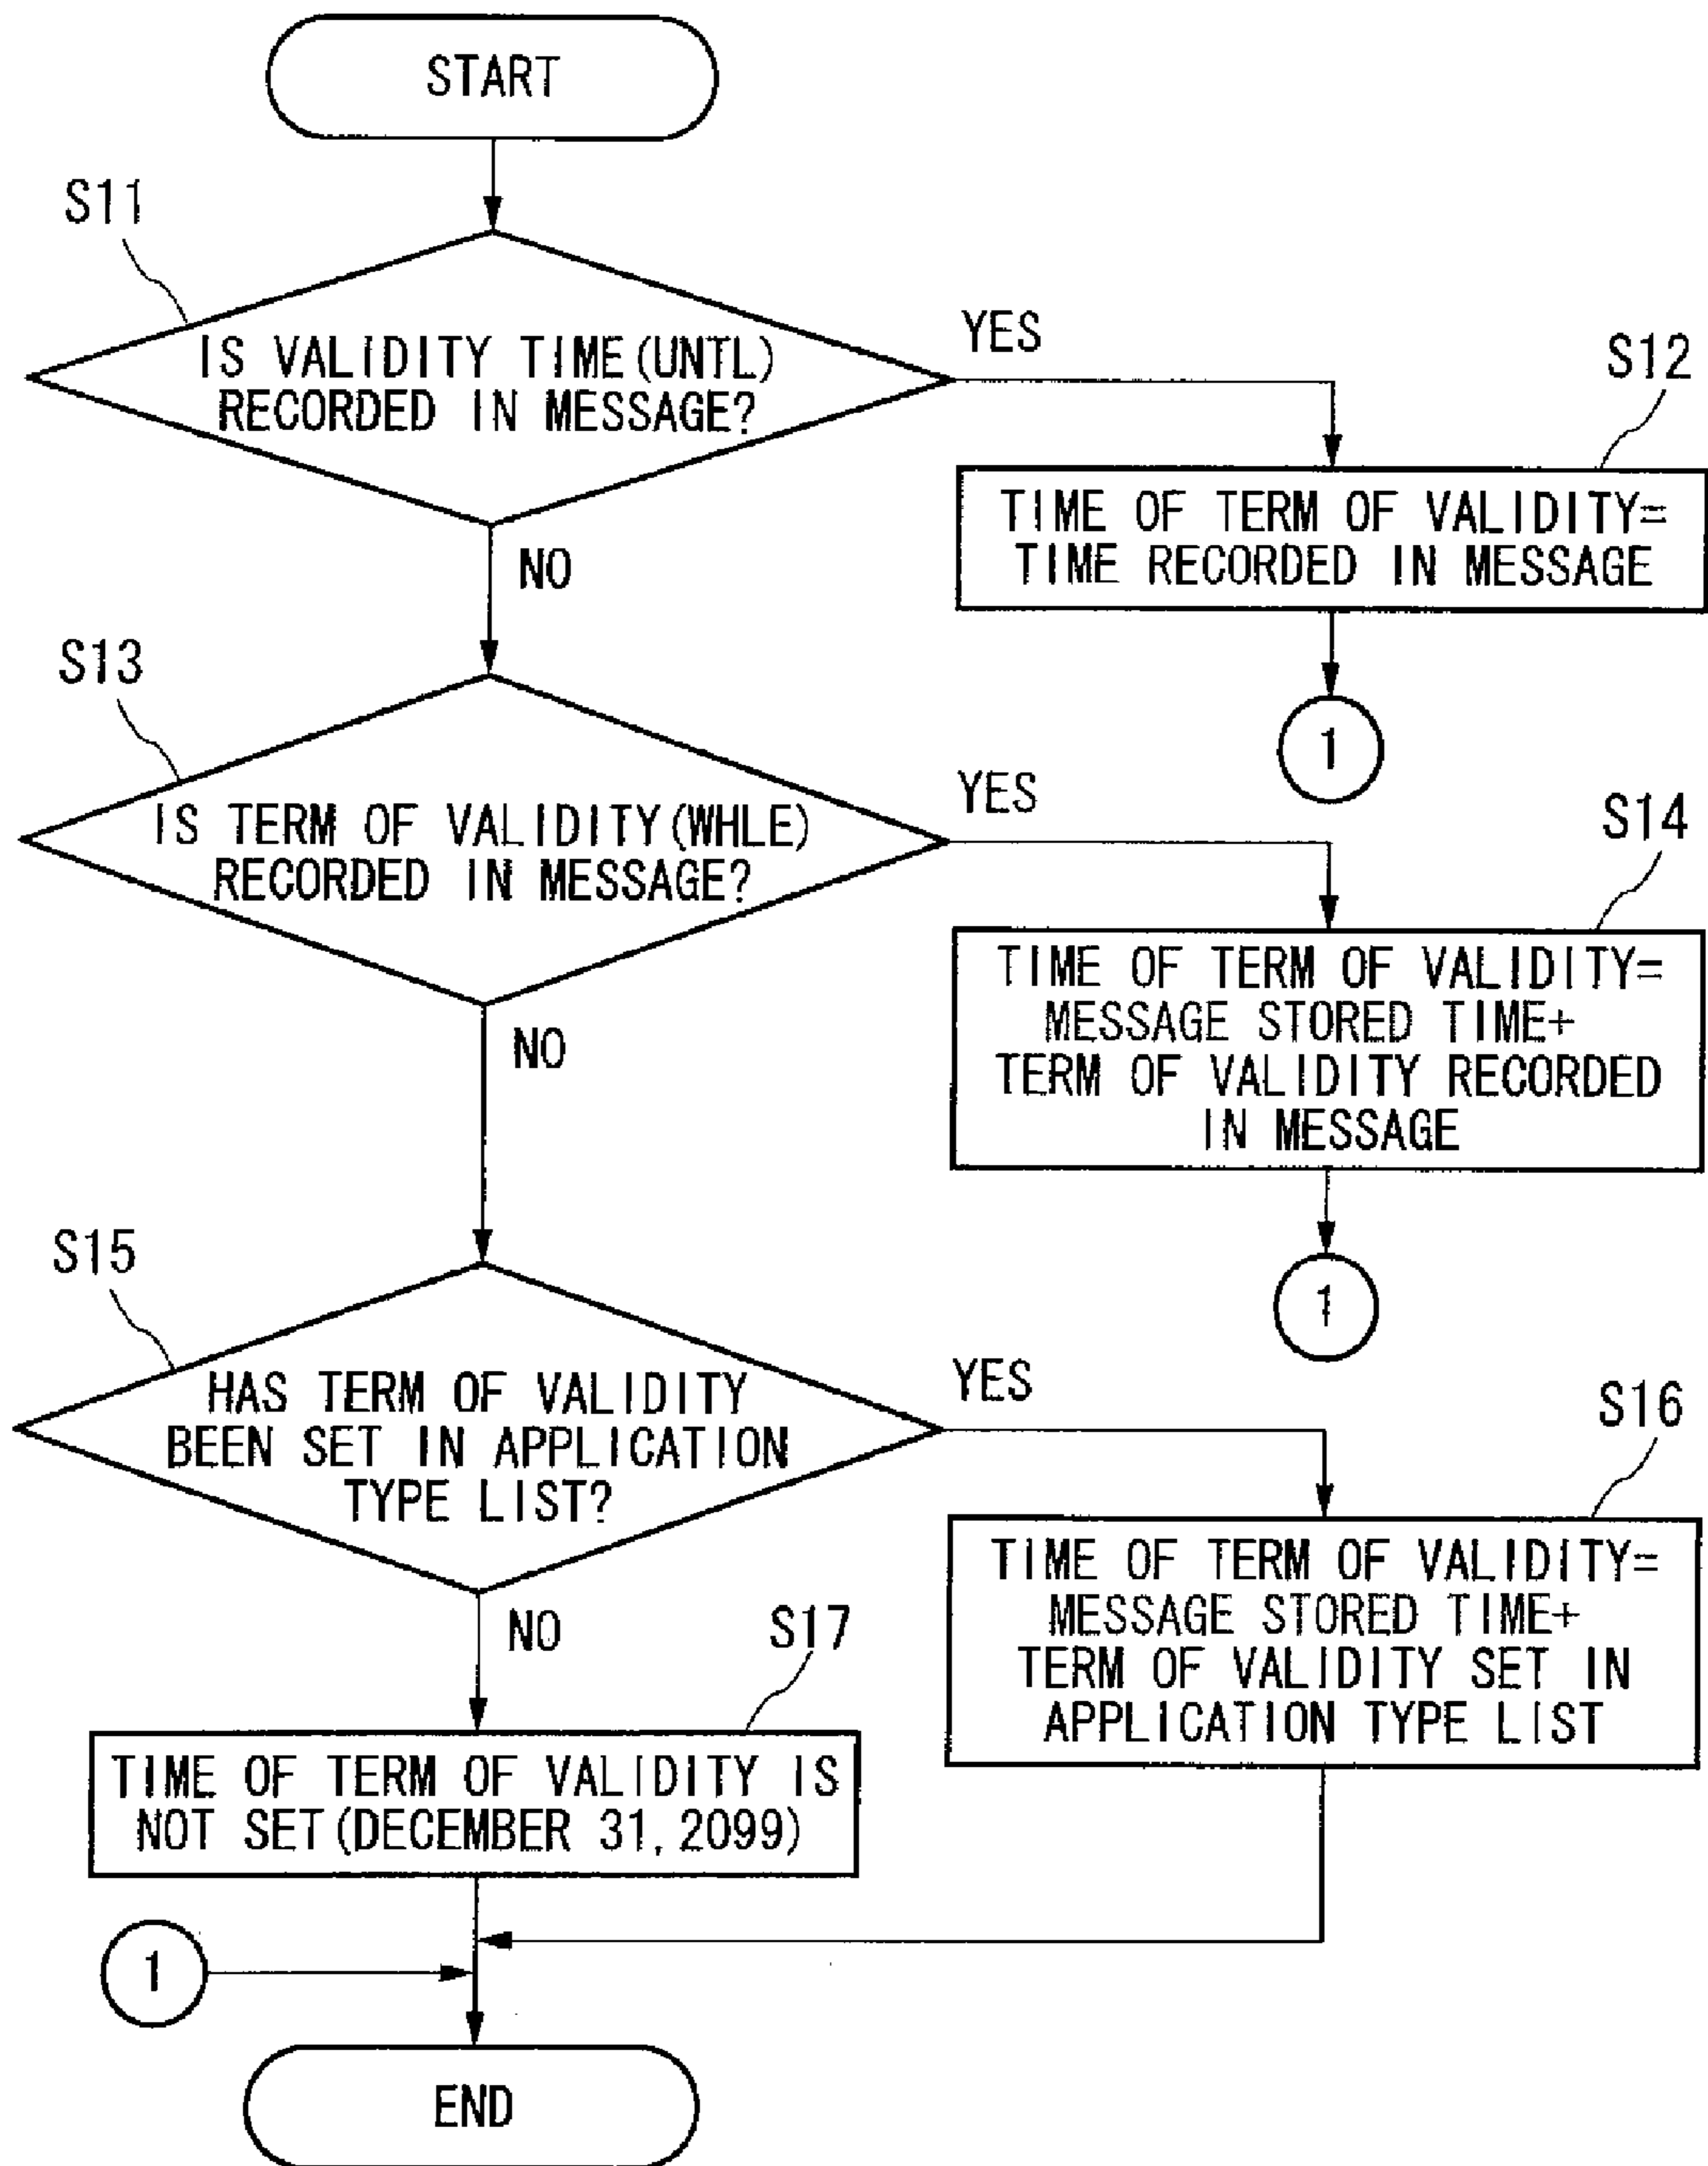 START
S11
IS VALIDITY TIME(UNTL)
RECORDED IN MESSAGE?
YES
S12
TIME OF TERM OF VALIDITY=
TIME RECORDED IN MESSAGE
NO
1
S13
IS TERM OF VALIDITY(WHLE)
RECORDED IN MESSAGE?
YES
S14
TIME OF TERM OF VALIDITY=
MESSAGE STORED TIME+
TERM OF VALIDITY RECORDED
IN MESSAGE
NO
1
S15
HAS TERM OF VALIDITY
BEEN SET IN APPLICATION
TYPE LIST?
YES
S16
TIME OF TERM OF VALIDITY=
MESSAGE STORED TIME+
TERM OF VALIDITY SET IN
APPLICATION TYPE LIST
NO
S17
TIME OF TERM OF VALIDITY IS
NOT SET(DECEMBER 31,2099)
1
END